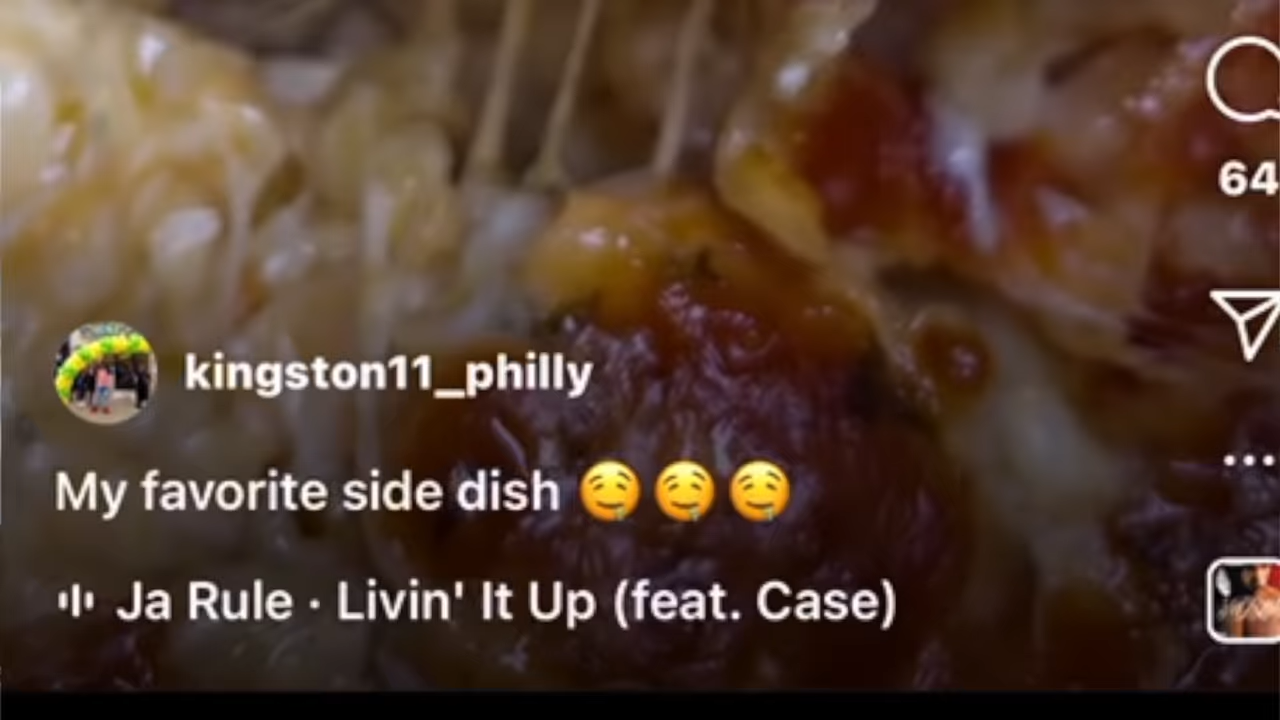 64
kingston11_philly
My favorite side dish 🤤🤤🤤
Ja Rule · Livin' It Up (feat. Case)